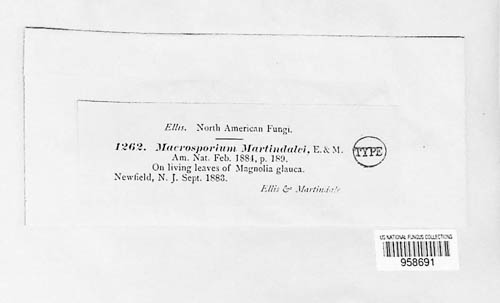 Ellis. North American Fungi.
1262. Macrosporium Martindalei, E. & M.
Am. Nat. Feb. 1884, p. 189.
On living leaves of Magnolia glauca.
Newfield, N. J. Sept. 1883.
Ellis & Martindale
TYPE
US NATIONAL FUNGUS COLLECTIONS
958691